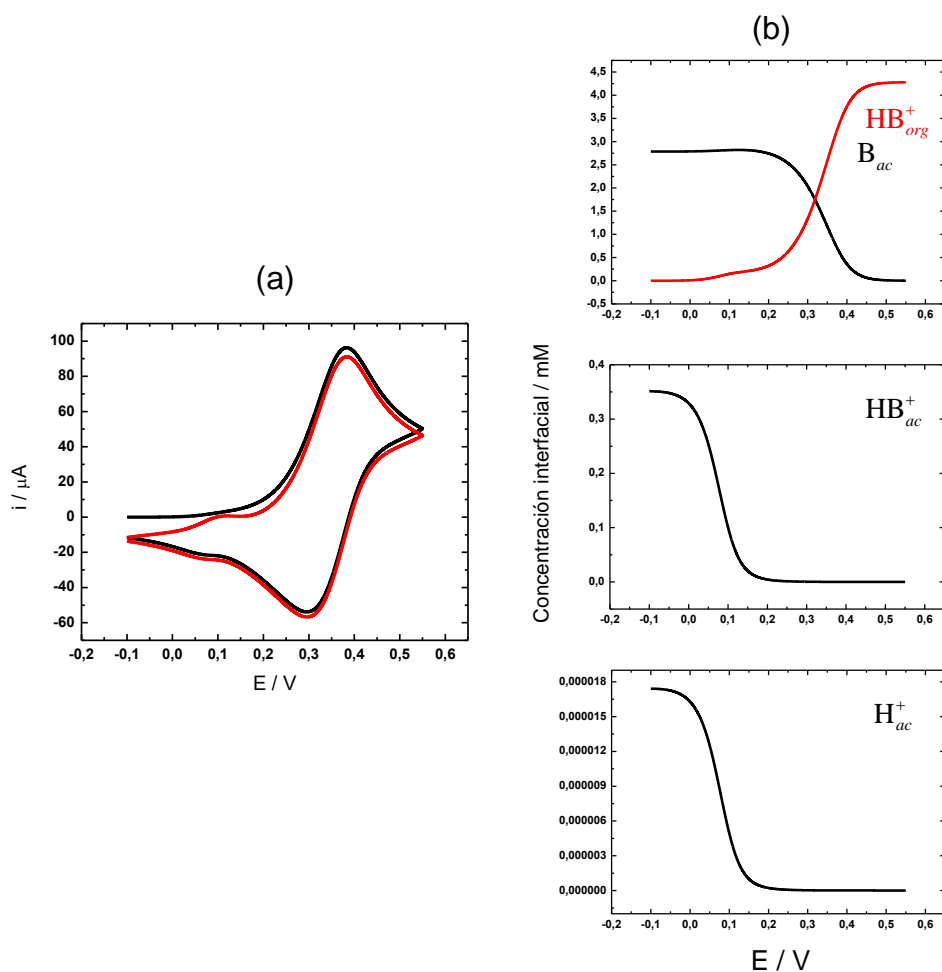 (a)
100
80
60
40
20
0
-20
-40
-60
i / μA
-0,2 -0,1 0,0 0,1 0,2 0,3 0,4 0,5 0,6
E / V
(b)
4,5
4,0
3,5
3,0
2,5
2,0
1,5
1,0
0,5
0,0
-0,5
HB+org
Bac
-0,2 -0,1 0,0 0,1 0,2 0,3 0,4 0,5 0,6
Concentración interfacial / mM
0,4
0,3
0,2
0,1
0,0
HB+ac
-0,2 -0,1 0,0 0,1 0,2 0,3 0,4 0,5 0,6
0,000018
0,000015
0,000012
0,000009
0,000006
0,000003
0,000000
H+ac
-0,2 -0,1 0,0 0,1 0,2 0,3 0,4 0,5 0,6
E / V